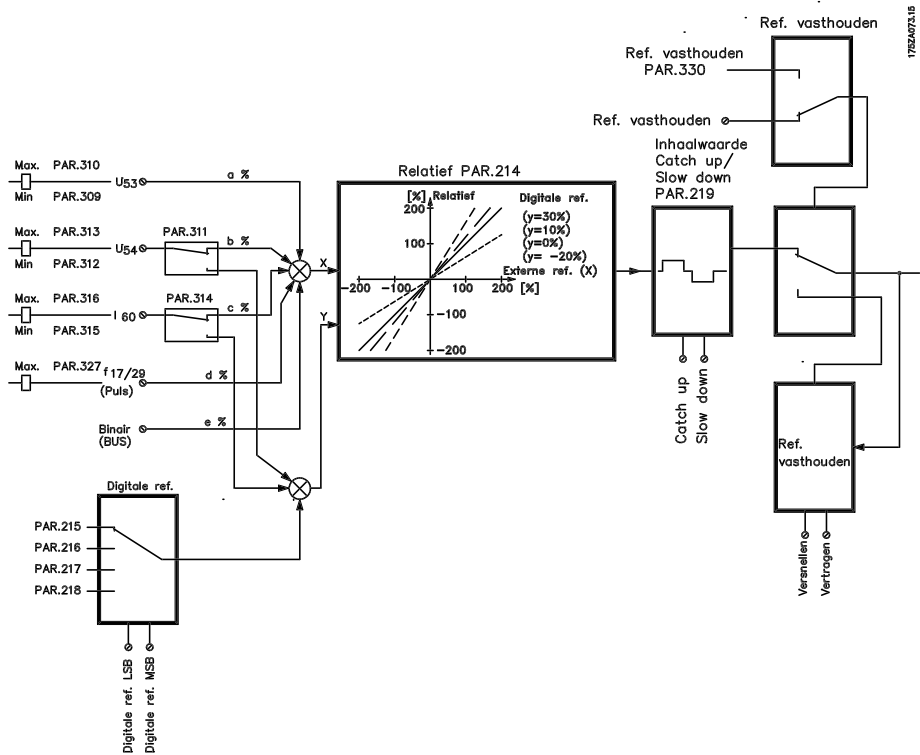 175ZA073.15
Ref. vasthouden
Ref. vasthouden
PAR.330
Ref. vasthouden
Inhaalwaarde
Catch up/
Slow down
PAR.219
Max. PAR.310
U53
a %
Min PAR.309
Max. PAR.313
U54
PAR.311
b %
Min PAR.312
Max. PAR.316
I 60
PAR.314
c %
Min PAR.315
Max. PAR.327
f 17/29
(Puls)
d %
Binair
(BUS)
e %
X
Y
Relatief PAR.214
[%] Relatief
200
100
-200 -100
100 200
[%]
-100
-200
Digitale ref.
(y=30%)
(y=10%)
(y=0%)
(y= -20%)
Externe ref. (X)
Catch up
Slow down
Ref.
vasthouden
Versnellen
Vertragen
Digitale ref.
PAR.215
PAR.216
PAR.217
PAR.218
Digitale ref. LSB
Digitale ref. MSB